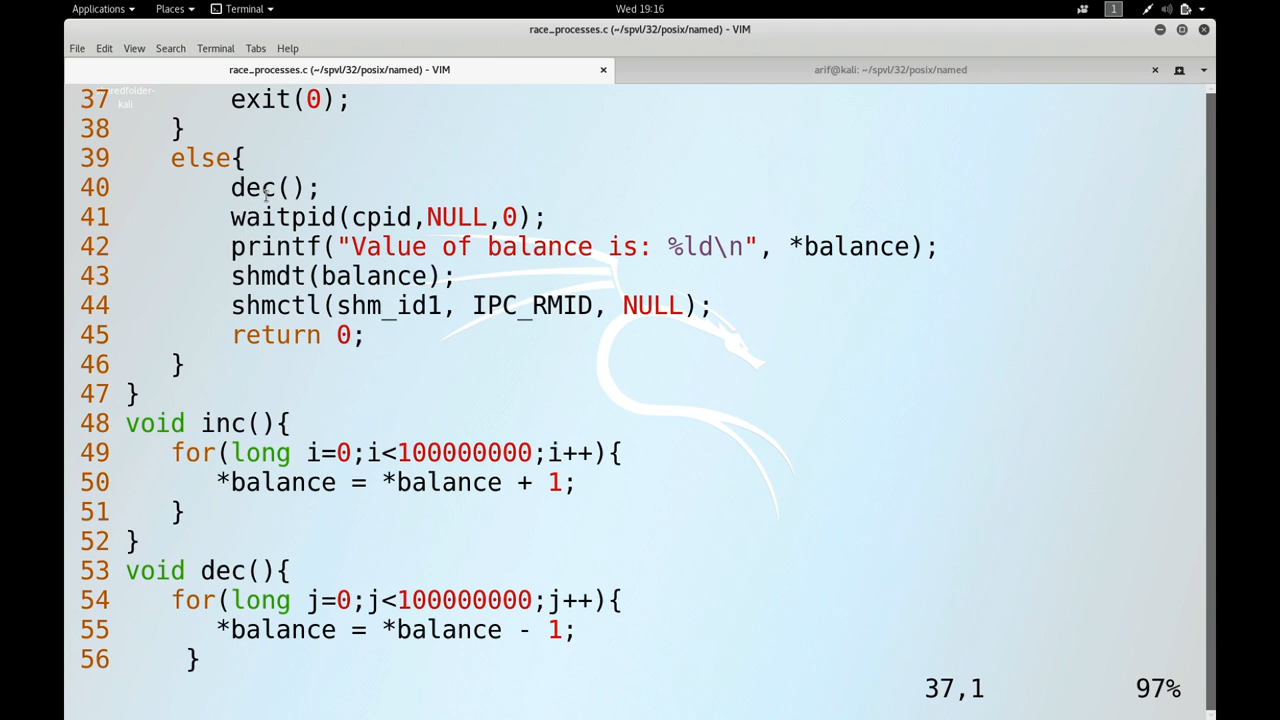 Applications Places Terminal Wed 19:16 1
race_processes.c (~/spvl/32/posix/named) - VIM
File Edit View Search Terminal Tabs Help
race_processes.c (~/spvl/32/posix/named) - VIM arif@kali: ~/spvl/32/posix/named
37 exit(0);
kali
38 }
39 else{
40 dec();
41 waitpid(cpid,NULL,0);
42 printf("Value of balance is: %ld\n", *balance);
43 shmdt(balance);
44 shmctl(shm_id1, IPC_RMID, NULL);
45 return 0;
46 }
47 }
48 void inc(){
49 for(long i=0;i<100000000;i++){
50 *balance = *balance + 1;
51 }
52 }
53 void dec(){
54 for(long j=0;j<100000000;j++){
55 *balance = *balance - 1;
56 }
37,1 97%